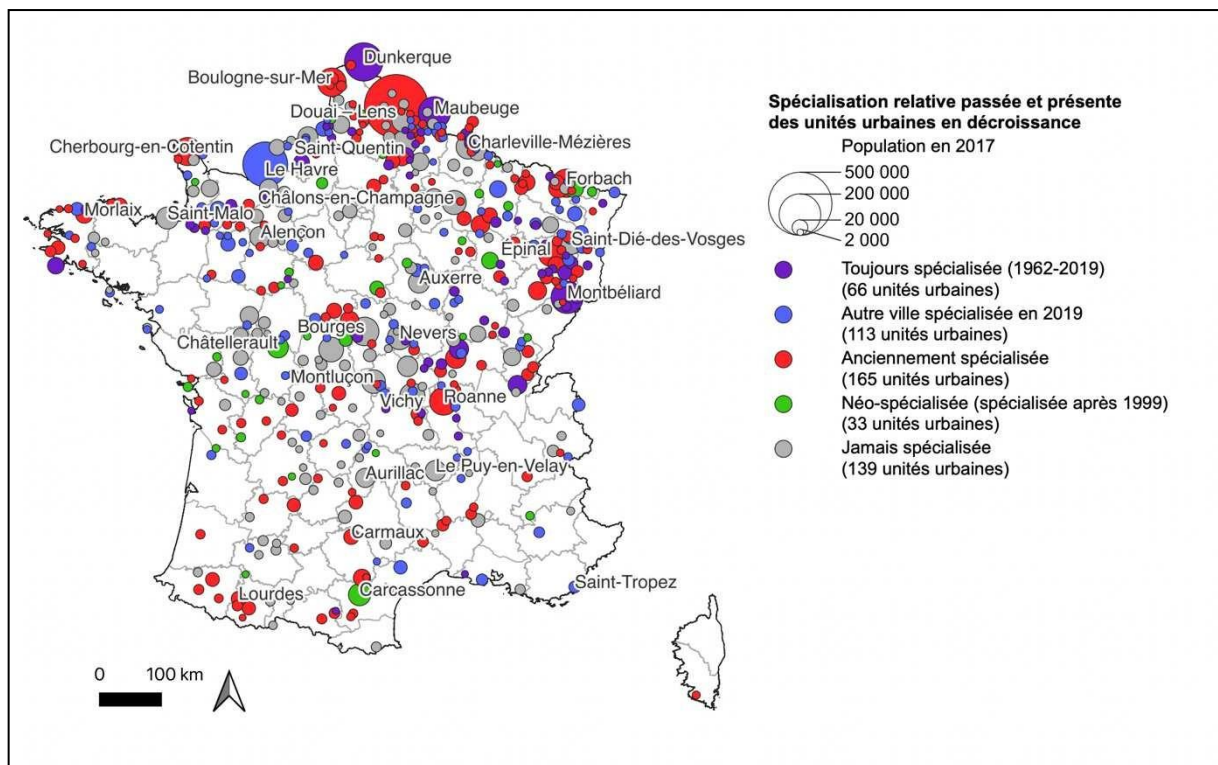 Dunkerque
Boulogne-sur-Mer
Douai – Lens
Maubeuge
Cherbourg-en-Cotentin
Saint-Quentin
Charleville-Mézières
Le Havre
Forbach
Châlons-en-Champagne
Morlaix
Saint-Malo
Alençon
Saint-Dié-des-Vosges
Épinal
Auxerre
Montbéliard
Bourges
Nevers
Châtellerault
Montluçon
Vichy
Roanne
Aurillac
Le Puy-en-Velay
Carmaux
Saint-Tropez
Lourdes
Carcassonne
0 100 km
Spécialisation relative passée et présente
des unités urbaines en décroissance
Population en 2017
500 000
200 000
20 000
2 000
Toujours spécialisée (1962-2019)
(66 unités urbaines)
Autre ville spécialisée en 2019
(113 unités urbaines)
Anciennement spécialisée
(165 unités urbaines)
Néo-spécialisée (spécialisée après 1999)
(33 unités urbaines)
Jamais spécialisée
(139 unités urbaines)